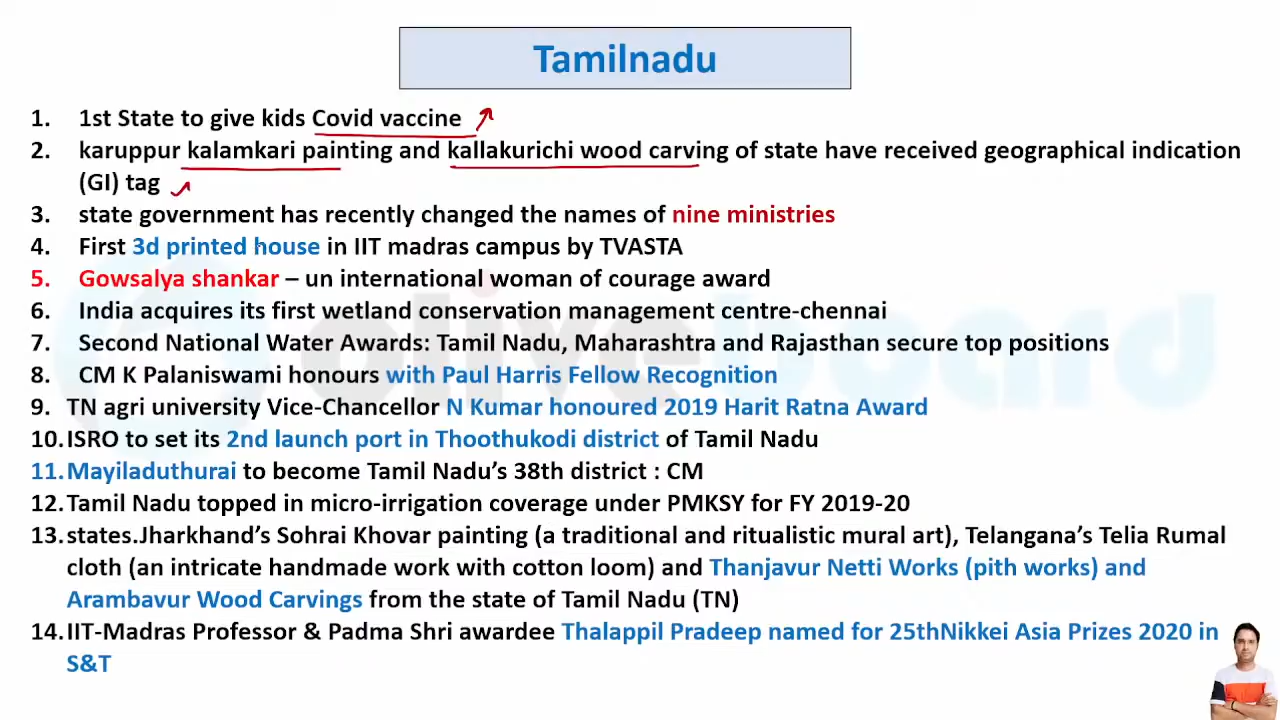 Tamilnadu
1. 1st State to give kids Covid vaccine
2. karuppur kalamkari painting and kallakurichi wood carving of state have received geographical indication
(GI) tag
3. state government has recently changed the names of nine ministries
4. First 3d printed house in IIT madras campus by TVASTA
5. Gowsalya shankar – un international woman of courage award
6. India acquires its first wetland conservation management centre-chennai
7. Second National Water Awards: Tamil Nadu, Maharashtra and Rajasthan secure top positions
8. CM K Palaniswami honours with Paul Harris Fellow Recognition
9. TN agri university Vice-Chancellor N Kumar honoured 2019 Harit Ratna Award
10. ISRO to set its 2nd launch port in Thoothukodi district of Tamil Nadu
11. Mayiladuthurai to become Tamil Nadu’s 38th district : CM
12. Tamil Nadu topped in micro-irrigation coverage under PMKSY for FY 2019-20
13. states.Jharkhand’s Sohrai Khovar painting (a traditional and ritualistic mural art), Telangana’s Telia Rumal
cloth (an intricate handmade work with cotton loom) and Thanjavur Netti Works (pith works) and
Arambavur Wood Carvings from the state of Tamil Nadu (TN)
14. IIT-Madras Professor & Padma Shri awardee Thalappil Pradeep named for 25thNikkei Asia Prizes 2020 in
S&T
oliveboard